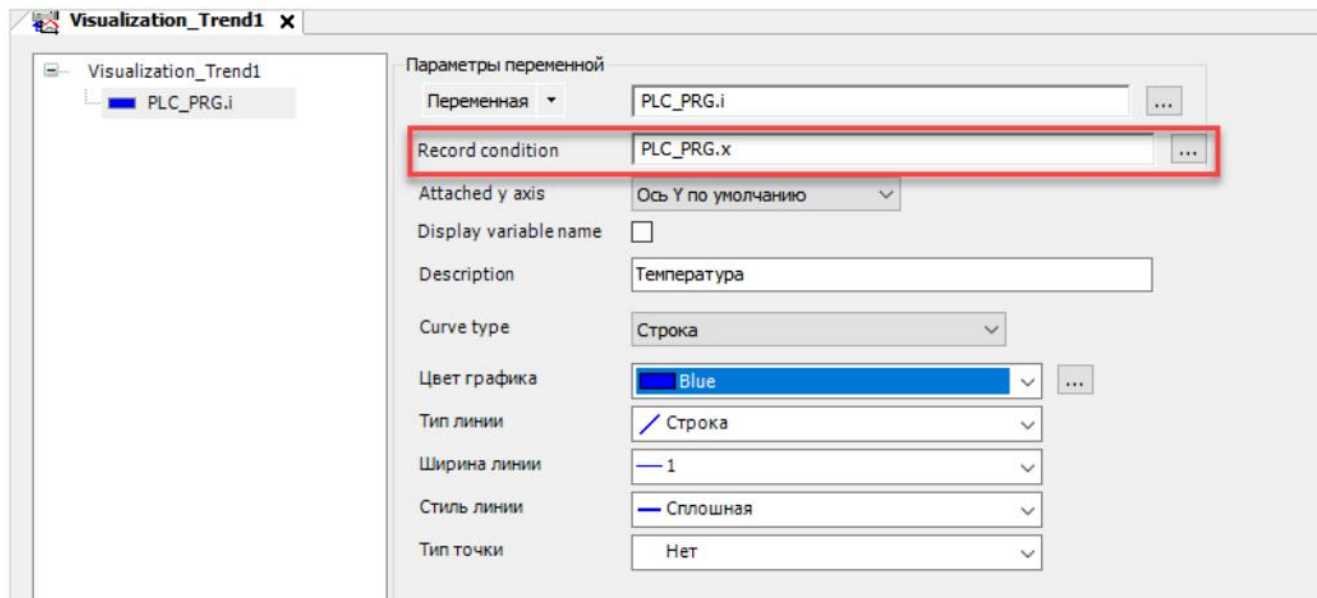 Visualization_Trend1 x
Visualization_Trend1
PLC_PRG.i
Параметры переменной
Переменная PLC_PRG.i ...
Record condition PLC_PRG.x ...
Attached y axis Ось Y по умолчанию
Display variable name
Description Температура
Curve type Строка
Цвет графика Blue ...
Тип линии Строка
Ширина линии 1
Стиль линии Сплошная
Тип точки Нет